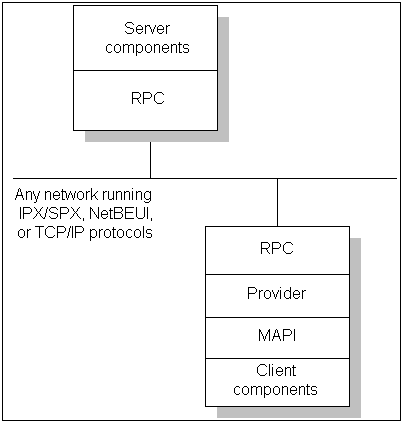 Server
components
RPC
Any network running
IPX/SPX, NetBEUI,
or TCP/IP protocols
RPC
Provider
MAPI
Client
components